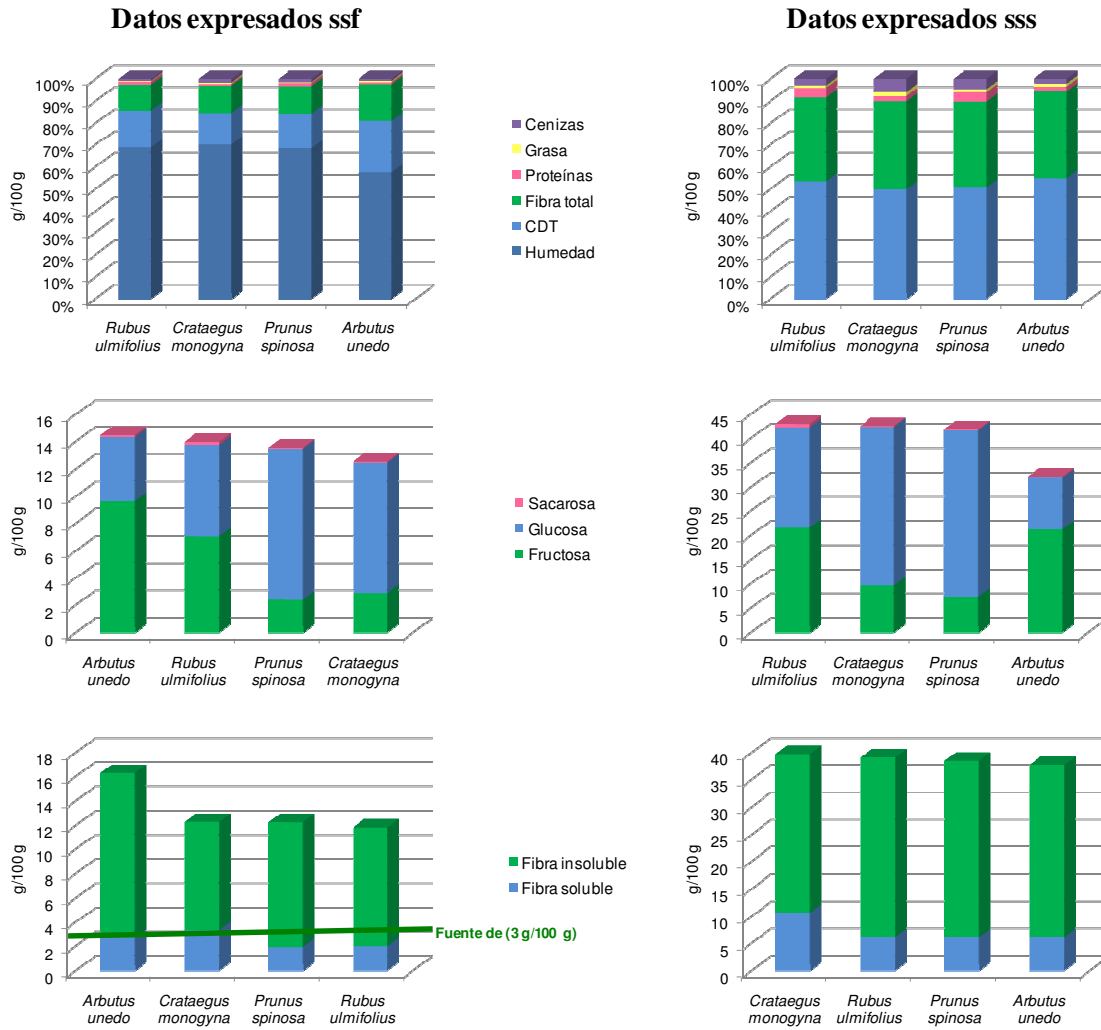 Datos expresados ssf
Datos expresados sss
100%
90%
80%
70%
60%
50%
40%
30%
20%
10%
0%
g/100 g
Rubus
ulmifolius
Crataegus
monogyna
Prunus
spinosa
Arbutus
unedo
Cenizas
Grasa
Proteínas
Fibra total
CDT
Humedad
100%
90%
80%
70%
60%
50%
40%
30%
20%
10%
0%
g/100 g
Rubus
ulmifolius
Crataegus
monogyna
Prunus
spinosa
Arbutus
unedo
16
14
12
10
8
6
4
2
0
g/100 g
Arbutus
unedo
Rubus
ulmifolius
Prunus
spinosa
Crataegus
monogyna
Sacarosa
Glucosa
Fructosa
45
40
35
30
25
20
15
10
5
0
g/100 g
Rubus
ulmifolius
Crataegus
monogyna
Prunus
spinosa
Arbutus
unedo
18
16
14
12
10
8
6
4
2
0
g/100 g
Arbutus
unedo
Crataegus
monogyna
Prunus
spinosa
Rubus
ulmifolius
Fibra insoluble
Fibra soluble
Fuente de (3 g/100 g)
40
35
30
25
20
15
10
5
0
g/100 g
Crataegus
monogyna
Rubus
ulmifolius
Prunus
spinosa
Arbutus
unedo